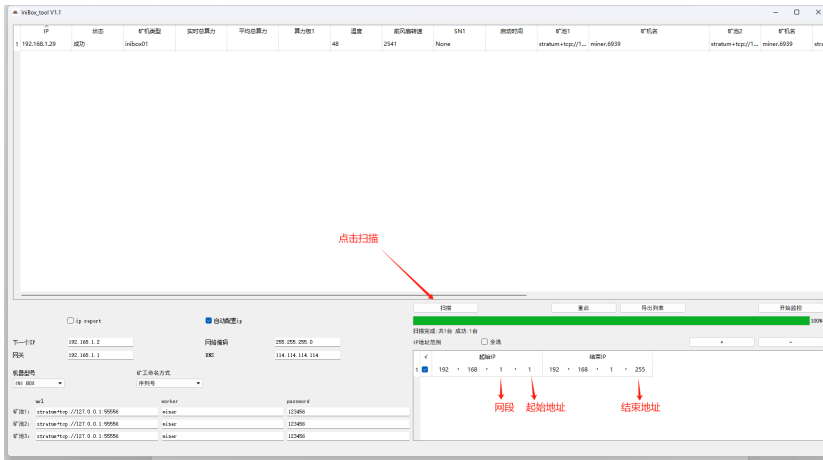 IniBox_tool V1.1
IP 状态 矿机类型 实时总算力 平均总算力 算力板1 温度 前风扇转速 SN1 启动时间 矿池1 矿机名 矿池2 矿机名
1 192.168.1.29 成功 inibox01 48 2541 None stratum+tcp://1... miner.6939 stratum+tcp://1... miner.6939 stra
点击扫描
扫描 重启 导出列表 开始监控
ip report 自动配置ip
100%
扫描完成:共1台 成功:1台
下一个IP 192.168.1.2 网络编码 255.255.255.0
IP地址范围 全选 + -
网关 192.168.1.1 DNS 114.114.114.114
√ 起始IP 结束IP
1 192 . 168 . 1 . 1 192 . 168 . 1 . 255
机器型号 矿工命名方式
INI BOX 序列号
网段 起始地址 结束地址
url worker password
矿池1: stratum+tcp://127.0.0.1:55556 miner 123456
矿池2: stratum+tcp://127.0.0.1:55556 miner 123456
矿池3: stratum+tcp://127.0.0.1:55556 miner 123456